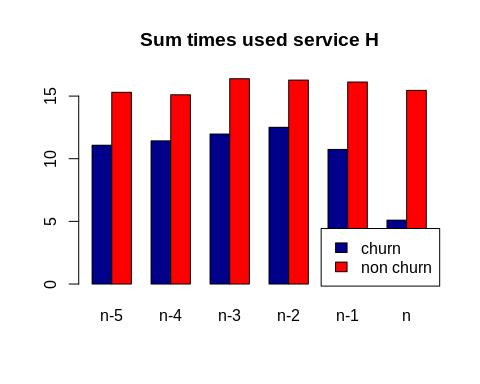 Sum times used service H
15
10
5
0
churn
non churn
n-5 n-4 n-3 n-2 n-1 n